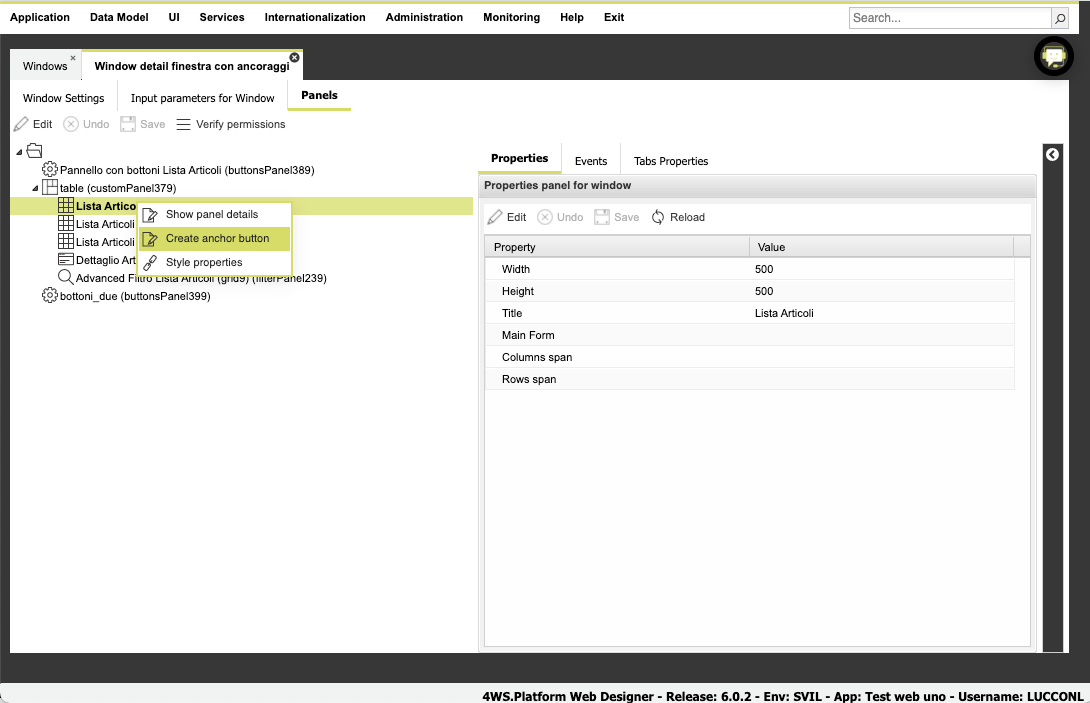 Application Data Model UI Services Internationalization Administration Monitoring Help Exit Search...
Windows Window detail finestra con ancoraggi
Window Settings Input parameters for Window Panels
Edit Undo Save Verify permissions
Pannello con bottoni Lista Articoli (buttonsPanel389)
table (customPanel379)
Lista Artico
Lista Articoli
Lista Articoli
Dettaglio Art
Advanced Filtro Lista Articoli (grid9) (filterPanel239)
bottoni_due (buttonsPanel399)
Show panel details
Create anchor button
Style properties
Properties Events Tabs Properties
Properties panel for window
Edit Undo Save Reload
Property Value
Width 500
Height 500
Title Lista Articoli
Main Form
Columns span
Rows span
4WS.Platform Web Designer - Release: 6.0.2 - Env: SVIL - App: Test web uno - Username: LUCCONL